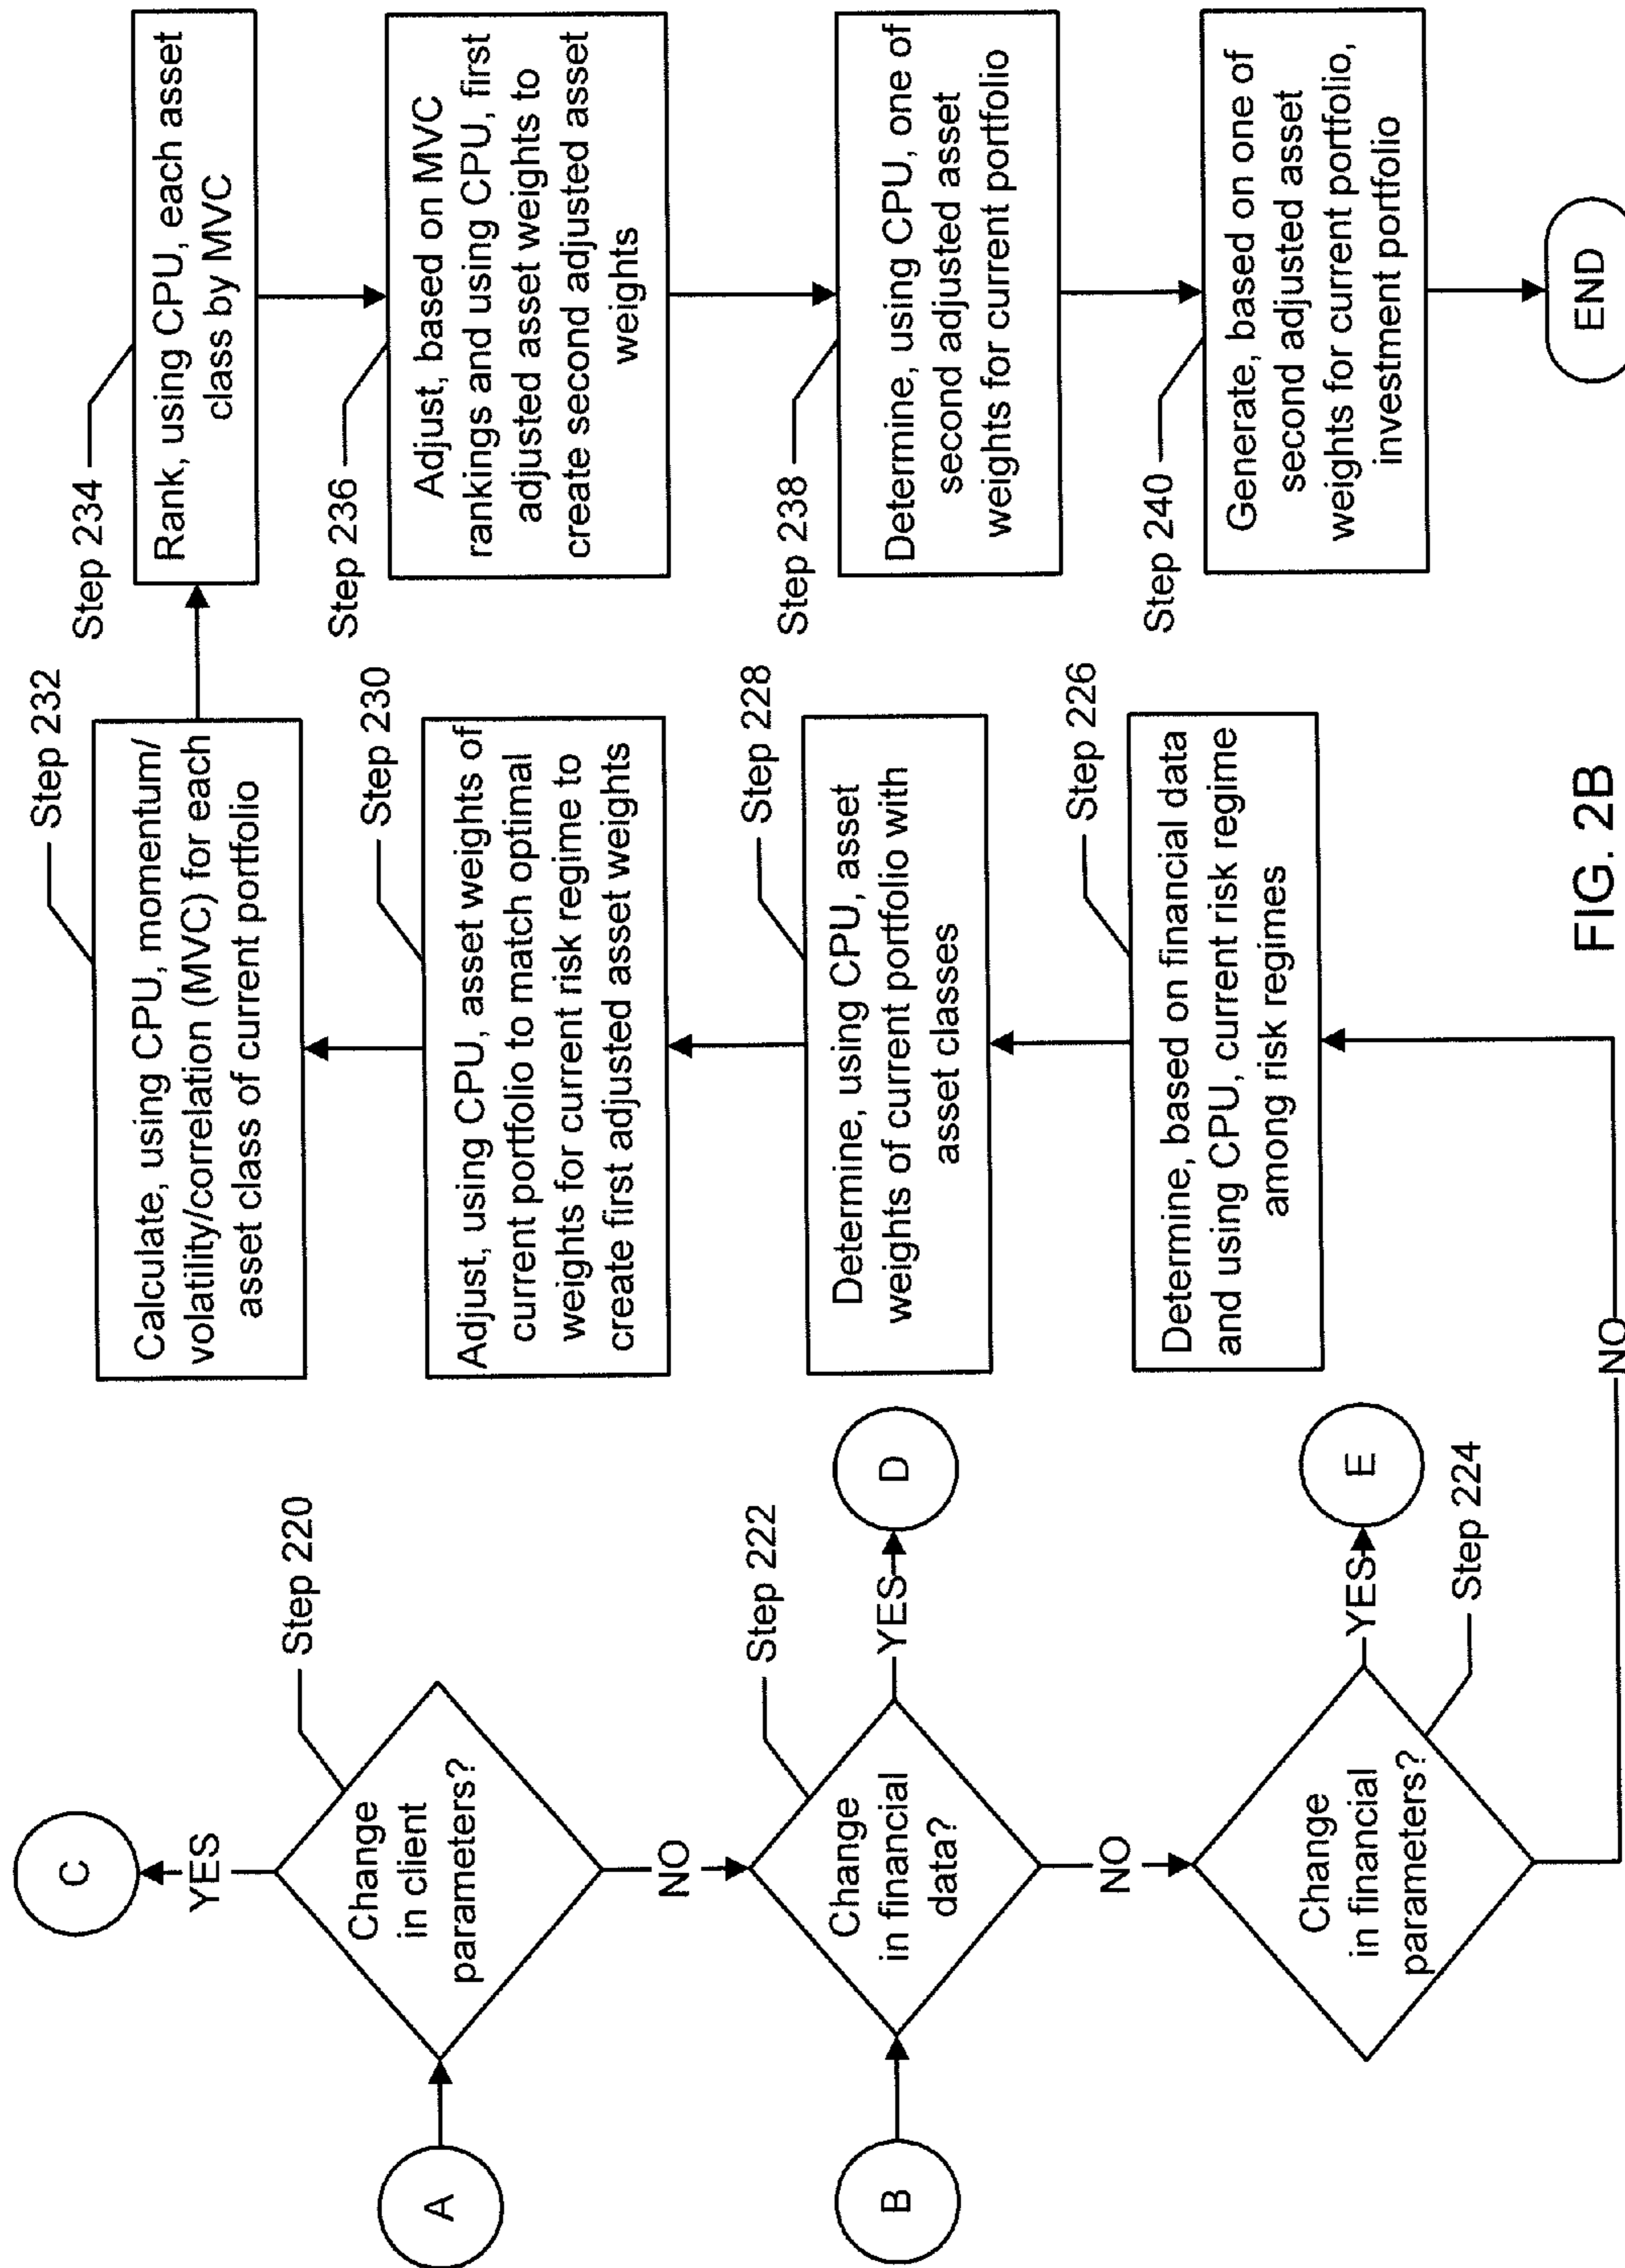 C
YES
A
Change
in client
parameters?
Step 220
NO
B
Change
in financial
data?
Step 222
YES
D
NO
Change
in financial
parameters?
Step 224
YES
E
NO
Step 226
Determine, based on financial data
and using CPU, current risk regime
among risk regimes
Step 228
Determine, using CPU, asset
weights of current portfolio with
asset classes
Step 230
Adjust, using CPU, asset weights of
current portfolio to match optimal
weights for current risk regime to
create first adjusted asset weights
Step 232
Calculate, using CPU, momentum/
volatility/correlation (MVC) for each
asset class of current portfolio
Step 234
Rank, using CPU, each asset
class by MVC
Step 236
Adjust, based on MVC
rankings and using CPU, first
adjusted asset weights to
create second adjusted asset
weights
Step 238
Determine, using CPU, one of
second adjusted asset
weights for current portfolio
Step 240
Generate, based on one of
second adjusted asset
weights for current portfolio,
investment portfolio
END
FIG. 2B